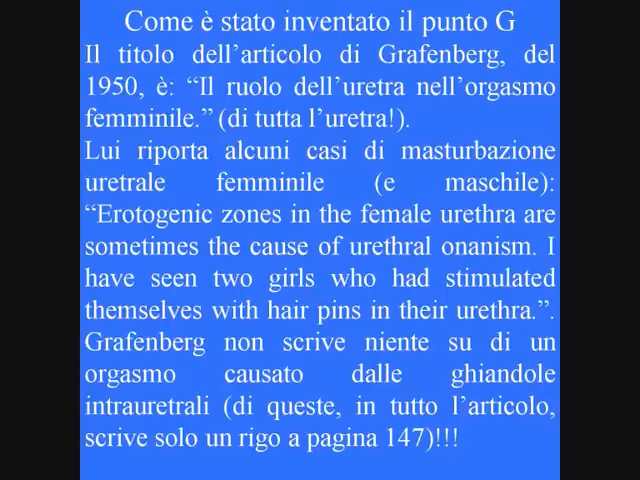 Come è stato inventato il punto G
Il titolo dell’articolo di Grafenberg, del
1950, è: “Il ruolo dell’uretra nell’orgasmo
femminile.” (di tutta l’uretra!).
Lui riporta alcuni casi di masturbazione
uretrale femminile (e maschile):
“Erotogenic zones in the female urethra are
sometimes the cause of urethral onanism. I
have seen two girls who had stimulated
themselves with hair pins in their urethra.”.
Grafenberg non scrive niente su di un
orgasmo causato dalle ghiandole
intrauretrali (di queste, in tutto l’articolo,
scrive solo un rigo a pagina 147)!!!